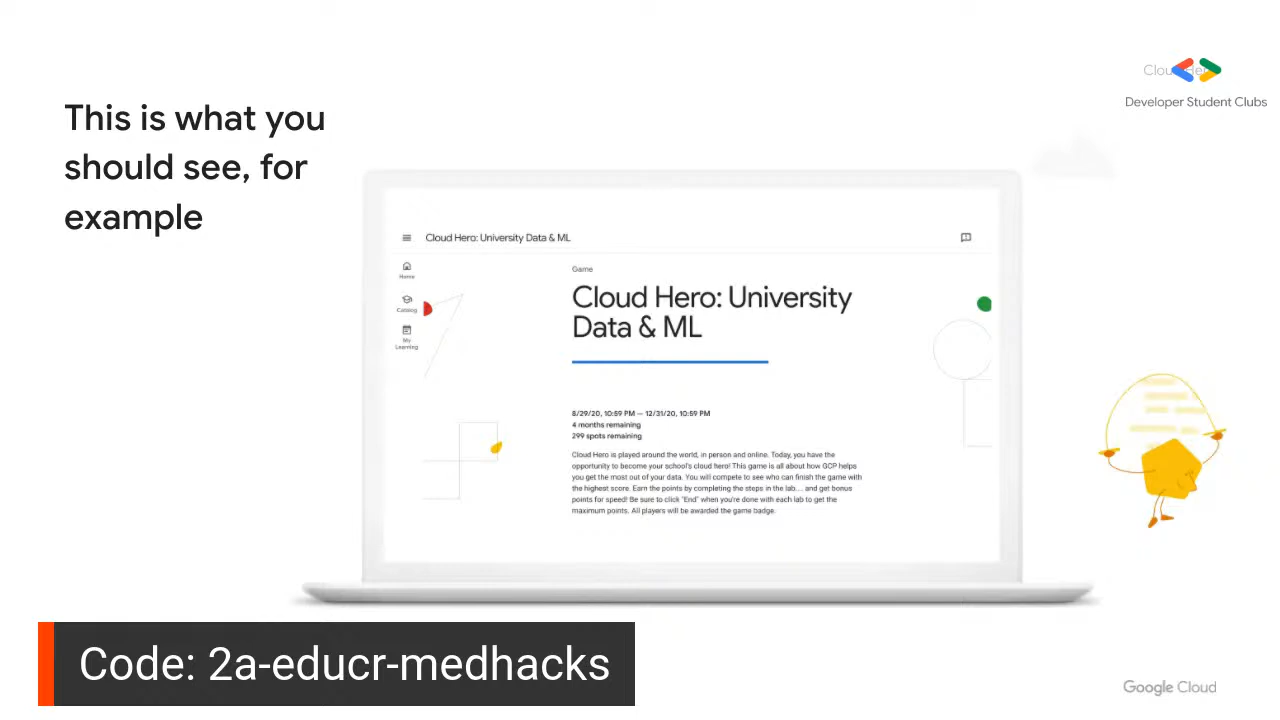 This is what you
should see, for
example
Developer Student Clubs
Cloud Hero: University Data & ML
Home
Catalog
My
Learning
Game
Cloud Hero: University
Data & ML
8/29/20, 10:59 PM — 12/31/20, 10:59 PM
4 months remaining
299 spots remaining
Cloud Hero is played around the world, in person and online. Today, you have the
opportunity to become your school's cloud hero! This game is all about how GCP helps
you get the most out of your data. You will compete to see who can finish the game with
the highest score. Earn the points by completing the steps in the lab.... and get bonus
points for speed! Be sure to click "End" when you're done with each lab to get the
maximum points. All players will be awarded the game badge.
Code: 2a-educr-medhacks
Google Cloud